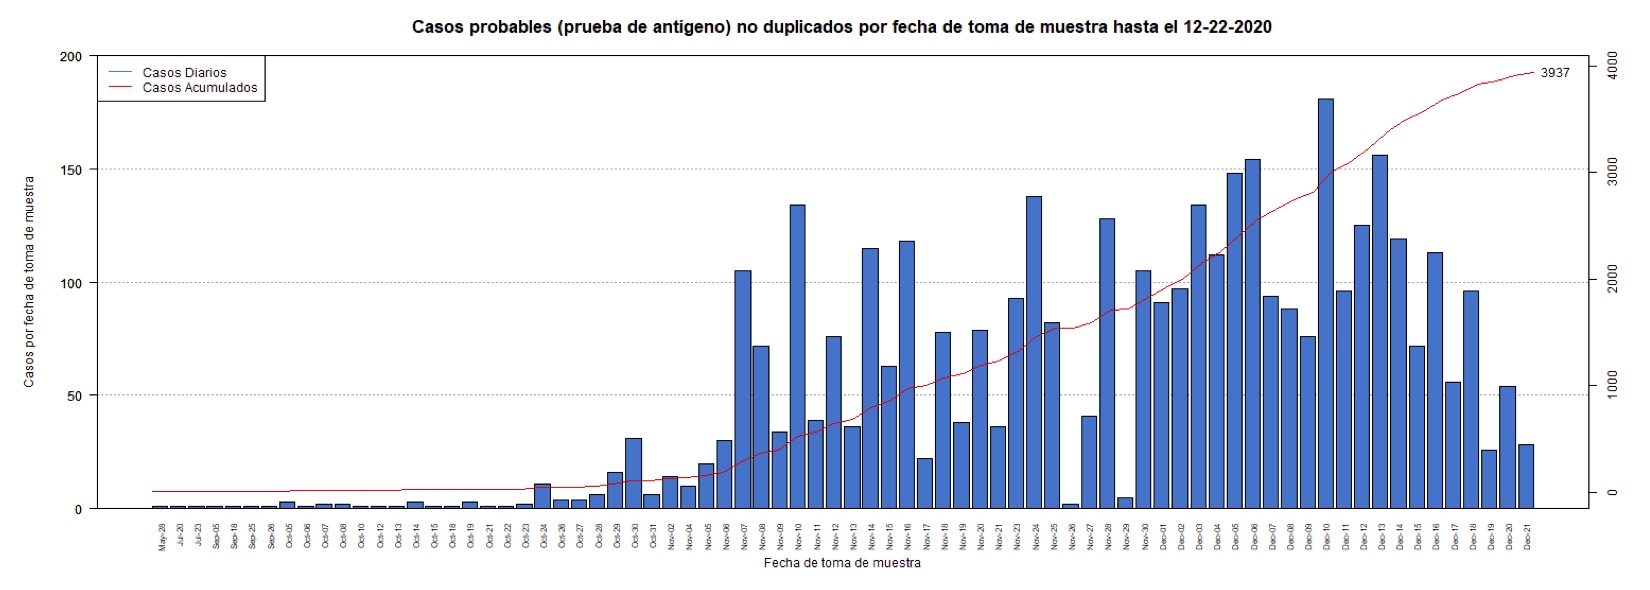 Casos probables (prueba de antígeno) no duplicados por fecha de toma de muestra hasta el 12-22-2020
Casos Diarios
Casos Acumulados
3937
Casos por fecha de toma de muestra
200
150
100
50
0
4000
3000
2000
1000
0
May-28
Jul-20
Jul-23
Sep-05
Sep-18
Sep-25
Sep-26
Oct-05
Oct-06
Oct-07
Oct-08
Oct-10
Oct-12
Oct-13
Oct-14
Oct-15
Oct-18
Oct-19
Oct-21
Oct-22
Oct-23
Oct-24
Oct-26
Oct-27
Oct-28
Oct-29
Oct-30
Oct-31
Nov-02
Nov-04
Nov-05
Nov-06
Nov-07
Nov-08
Nov-09
Nov-10
Nov-11
Nov-12
Nov-13
Nov-14
Nov-15
Nov-16
Nov-17
Nov-18
Nov-19
Nov-20
Nov-21
Nov-23
Nov-24
Nov-25
Nov-26
Nov-27
Nov-28
Nov-29
Nov-30
Dec-01
Dec-02
Dec-03
Dec-04
Dec-05
Dec-06
Dec-07
Dec-08
Dec-09
Dec-10
Dec-11
Dec-12
Dec-13
Dec-14
Dec-15
Dec-16
Dec-17
Dec-18
Dec-19
Dec-20
Dec-21
Fecha de toma de muestra